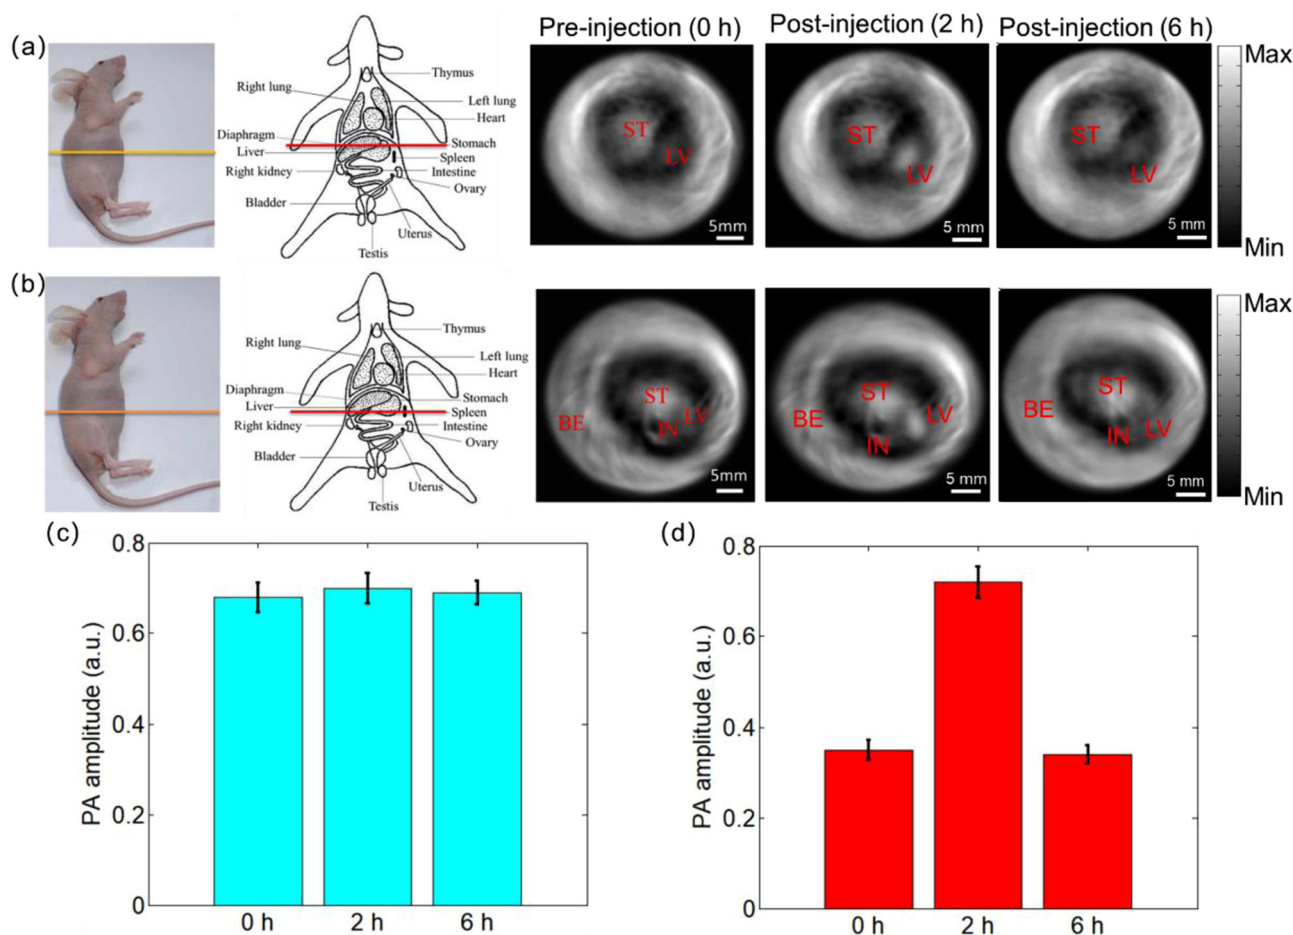 (a)
Pre-injection (0 h)
Post-injection (2 h)
Post-injection (6 h)
Thymus
Right lung
Left lung
Heart
Diaphragm
Stomach
Liver
Spleen
Right kidney
Intestine
Ovary
Bladder
Uterus
Testis
ST
LV
5mm
ST
LV
5 mm
ST
LV
5 mm
Max
Min
(b)
Thymus
Right lung
Left lung
Heart
Diaphragm
Stomach
Liver
Spleen
Right kidney
Intestine
Ovary
Bladder
Uterus
Testis
ST
BE
IN
LV
5mm
ST
BE
IN
LV
5 mm
ST
BE
IN
LV
5 mm
Max
Min
(c)
PA amplitude (a.u.)
0.8
0.6
0.4
0.2
0
0 h
2 h
6 h
(d)
PA amplitude (a.u.)
0.8
0.6
0.4
0.2
0
0 h
2 h
6 h